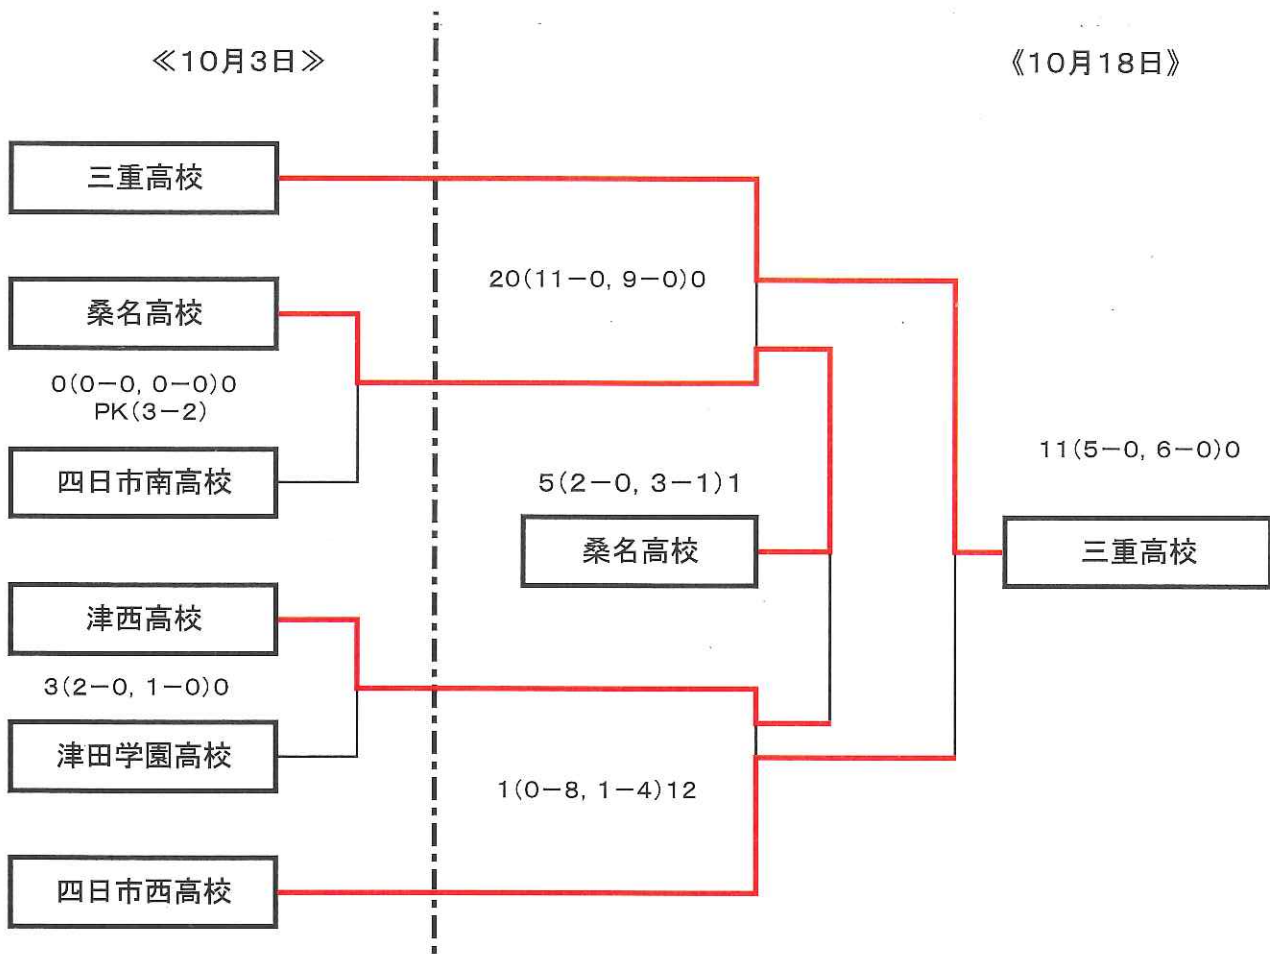 ≪10月3日≫
《10月18日》
三重高校
20(11-0, 9-0)0
桑名高校
0(0-0, 0-0)0
PK(3-2)
四日市南高校
5(2-0, 3-1)1
11(5-0, 6-0)0
桑名高校
三重高校
津西高校
3(2-0, 1-0)0
津田学園高校
1(0-8, 1-4)12
四日市西高校